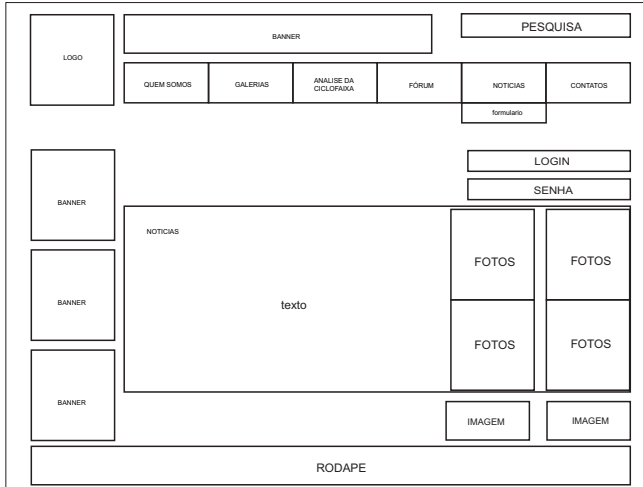 LOGO
BANNER
PESQUISA
QUEM SOMOS
GALERIAS
ANALISE DA
CICLOFAIXA
FÓRUM
NOTICIAS
CONTATOS
formulario
LOGIN
SENHA
BANNER
NOTICIAS
texto
FOTOS
FOTOS
BANNER
FOTOS
FOTOS
BANNER
IMAGEM
IMAGEM
RODAPE